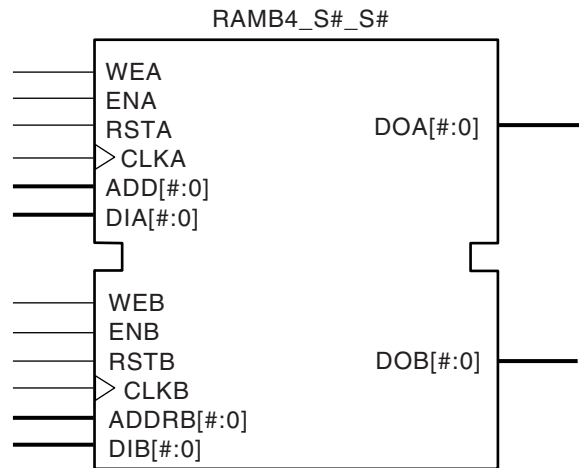 RAMB4_S#_S#
WEA
ENA
RSTA
DOA[#:0]
CLKA
ADD[#:0]
DIA[#:0]
WEB
ENB
RSTB
DOB[#:0]
CLKB
ADDRB[#:0]
DIB[#:0]